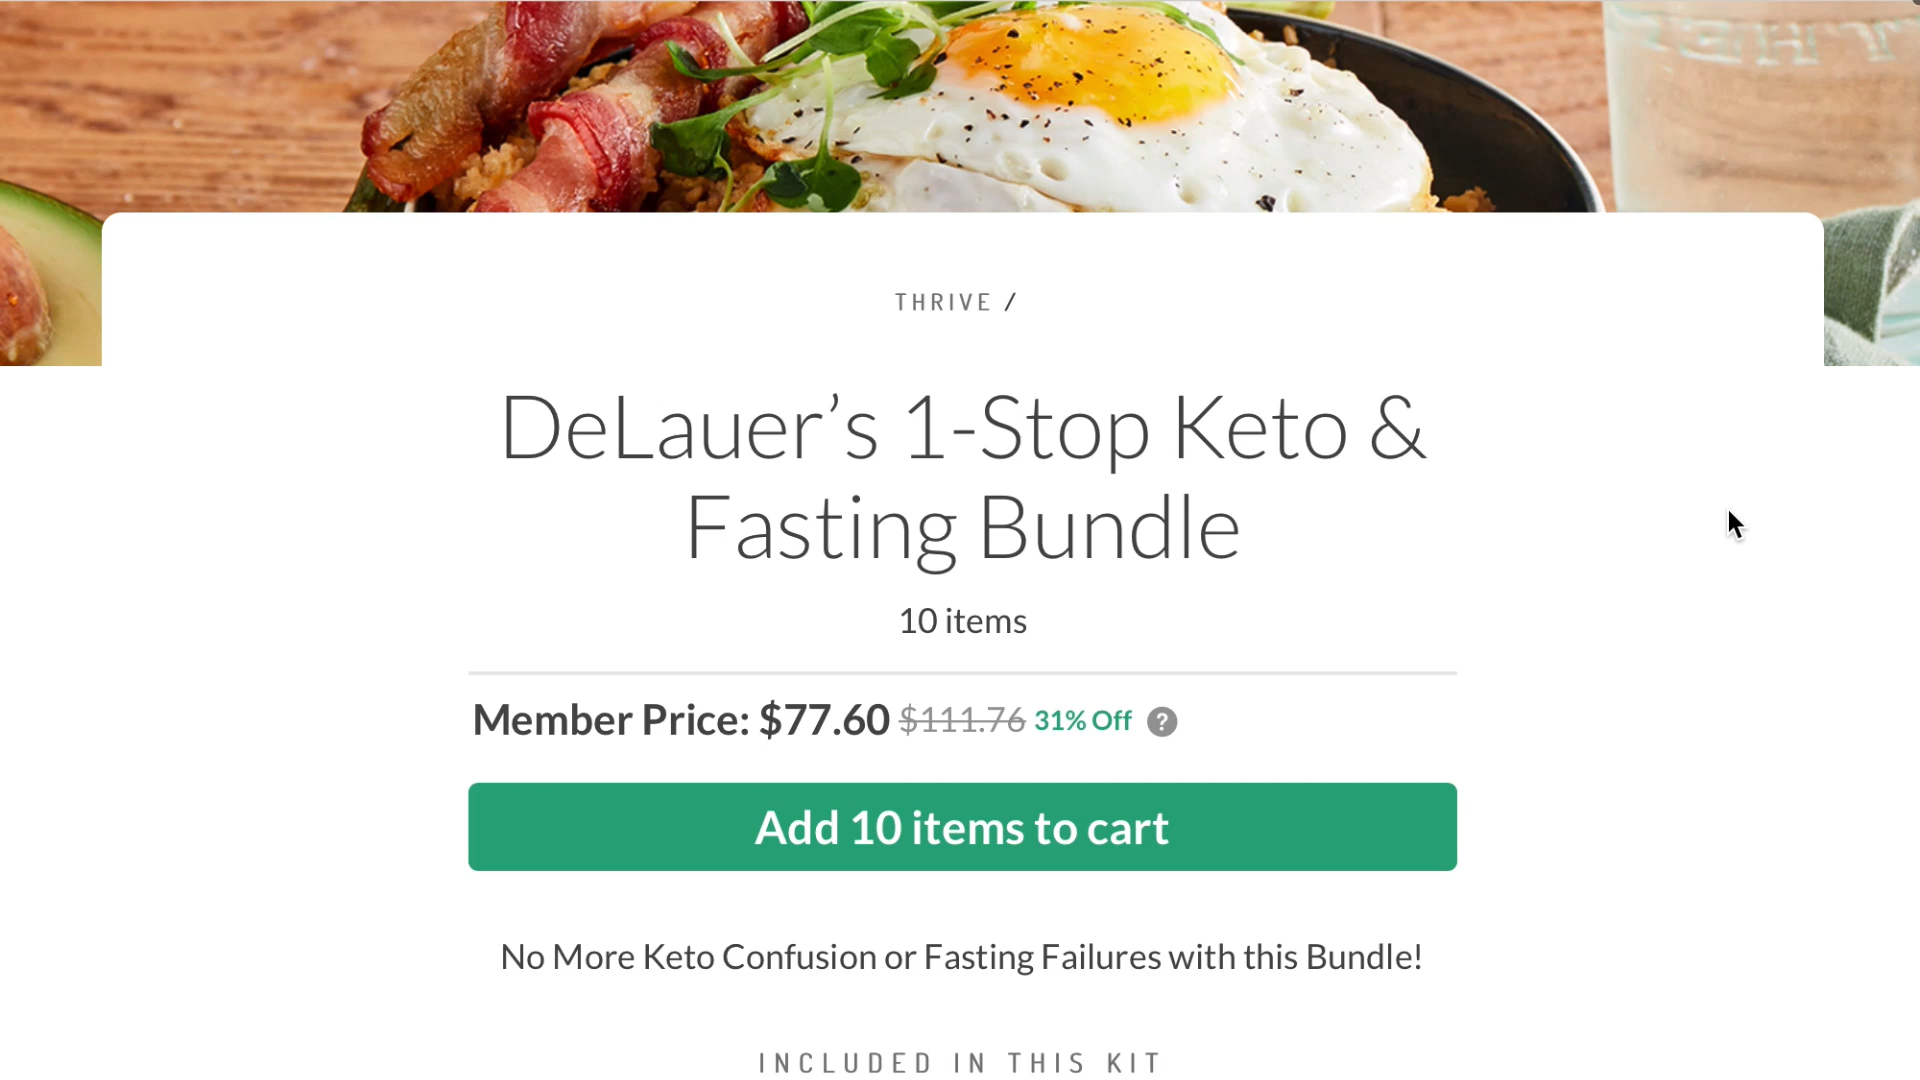 THRIVE /
DeLauer’s 1-Stop Keto &
Fasting Bundle
10 items
Member Price: $77.60 $111.76 31% Off ?
Add 10 items to cart
No More Keto Confusion or Fasting Failures with this Bundle!
INCLUDED IN THIS KIT